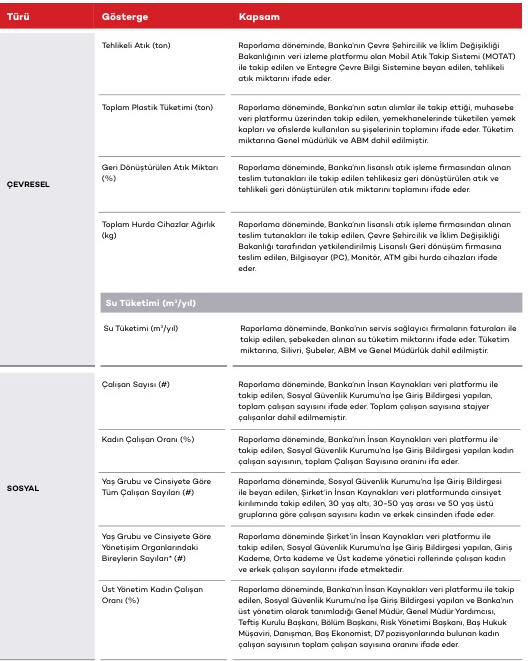 Türü Gösterge Kapsam
ÇEVRESEL
Tehlikeli Atık (ton)
Raporlama döneminde, Banka'nın Çevre Şehircilik ve İklim Değişikliği
Bakanlığının veri izleme platformu olan Mobil Atık Takip Sistemi (MOTAT)
ile takip edilen ve Entegre Çevre Bilgi Sistemine beyan edilen, tehlikeli
atık miktarını ifade eder.
Toplam Plastik Tüketimi (ton)
Raporlama döneminde, Banka'nın satın alımlar ile takip ettiği, muhasebe
veri platformu üzerinden takip edilen, yemekhanelerinde tüketilen yemek
kapları ve ofislerde kullanılan su şişelerinin toplamını ifade eder. Tüketim
miktarına Genel müdürlük ve ABM dahil edilmiştir.
Geri Dönüştürülen Atık Miktarı
(%)
Raporlama döneminde, Banka'nın lisanslı atık işleme firmasından alınan
teslim tutanakları ile takip edilen tehlikesiz geri dönüştürülen atık ve
tehlikeli geri dönüştürülen atık miktarını toplamını ifade eder.
Toplam Hurda Cihazlar Ağırlık
(kg)
Raporlama döneminde, Banka'nın lisanslı atık işleme firmasından alınan
teslim tutanakları ile takip edilen, Çevre Şehircilik ve İklim Değişikliği
Bakanlığı tarafından yetkilendirilmiş Lisanslı Geri dönüşüm firmasına
teslim edilen, Bilgisayar (PC), Monitör, ATM gibi hurda cihazları ifade
eder.
Su Tüketimi (m³/yıl)
Su Tüketimi (m³/yıl)
Raporlama döneminde, Banka'nın servis sağlayıcı firmaların faturaları ile
takip edilen, şebekeden alınan su tüketim miktarını ifade eder. Tüketim
miktarına, Silivri, Şubeler, ABM ve Genel Müdürlük dahil edilmiştir.
SOSYAL
Çalışan Sayısı (#)
Raporlama döneminde, Banka'nın İnsan Kaynakları veri platformu ile
takip edilen, Sosyal Güvenlik Kurumu'na İşe Giriş Bildirgesi yapılan,
toplam çalışan sayısını ifade eder. Toplam çalışan sayısına stajyer
çalışanlar dahil edilmemiştir.
Kadın Çalışan Oranı (%)
Raporlama döneminde, Banka'nın İnsan Kaynakları veri platformu ile
takip edilen, Sosyal Güvenlik Kurumu'na İşe Giriş Bildirgesi yapılan kadın
çalışan sayısının, toplam Çalışan Sayısına oranını ifa eder.
Yaş Grubu ve Cinsiyete Göre
Tüm Çalışan Sayıları (#)
Raporlama döneminde, Sosyal Güvenlik Kurumu'na İşe Giriş Bildirgesi
ile beyan edilen, Şirket'in İnsan Kaynakları veri platformunda cinsiyet
kırılımında takip edilen, 30 yaş altı, 30-50 yaş arası ve 50 yaş üstü
gruplarına göre çalışan sayısını kadın ve erkek cinsinden ifade eder.
Yaş Grubu ve Cinsiyete Göre
Yönetişim Organlarındaki
Bireylerin Sayıları* (#)
Raporlama döneminde Şirket'in İnsan Kaynakları veri platformu ile
takip edilen, Sosyal Güvenlik Kurumu'na İşe Giriş Bildirgesi yapılan, Giriş
Kademe, Orta kademe ve Üst kademe yönetici rollerinde çalışan kadın
ve erkek çalışan sayılarını ifade etmektedir.
Üst Yönetim Kadın Çalışan
Oranı (%)
Raporlama döneminde, Banka'nın İnsan Kaynakları veri platformu ile takip
edilen, Sosyal Güvenlik Kurumu'na İşe Giriş Bildirgesi yapılan ve Banka'nın
üst yönetim olarak tanımladığı Genel Müdür, Genel Müdür Yardımcısı,
Teftiş Kurulu Başkanı, Bölüm Başkanı, Risk Yönetimi Başkanı, Baş Hukuk
Müşaviri, Danışman, Baş Ekonomist, D7 pozisyonlarında bulunan kadın
çalışan sayısının toplam çalışan sayısına oranını ifade eder.